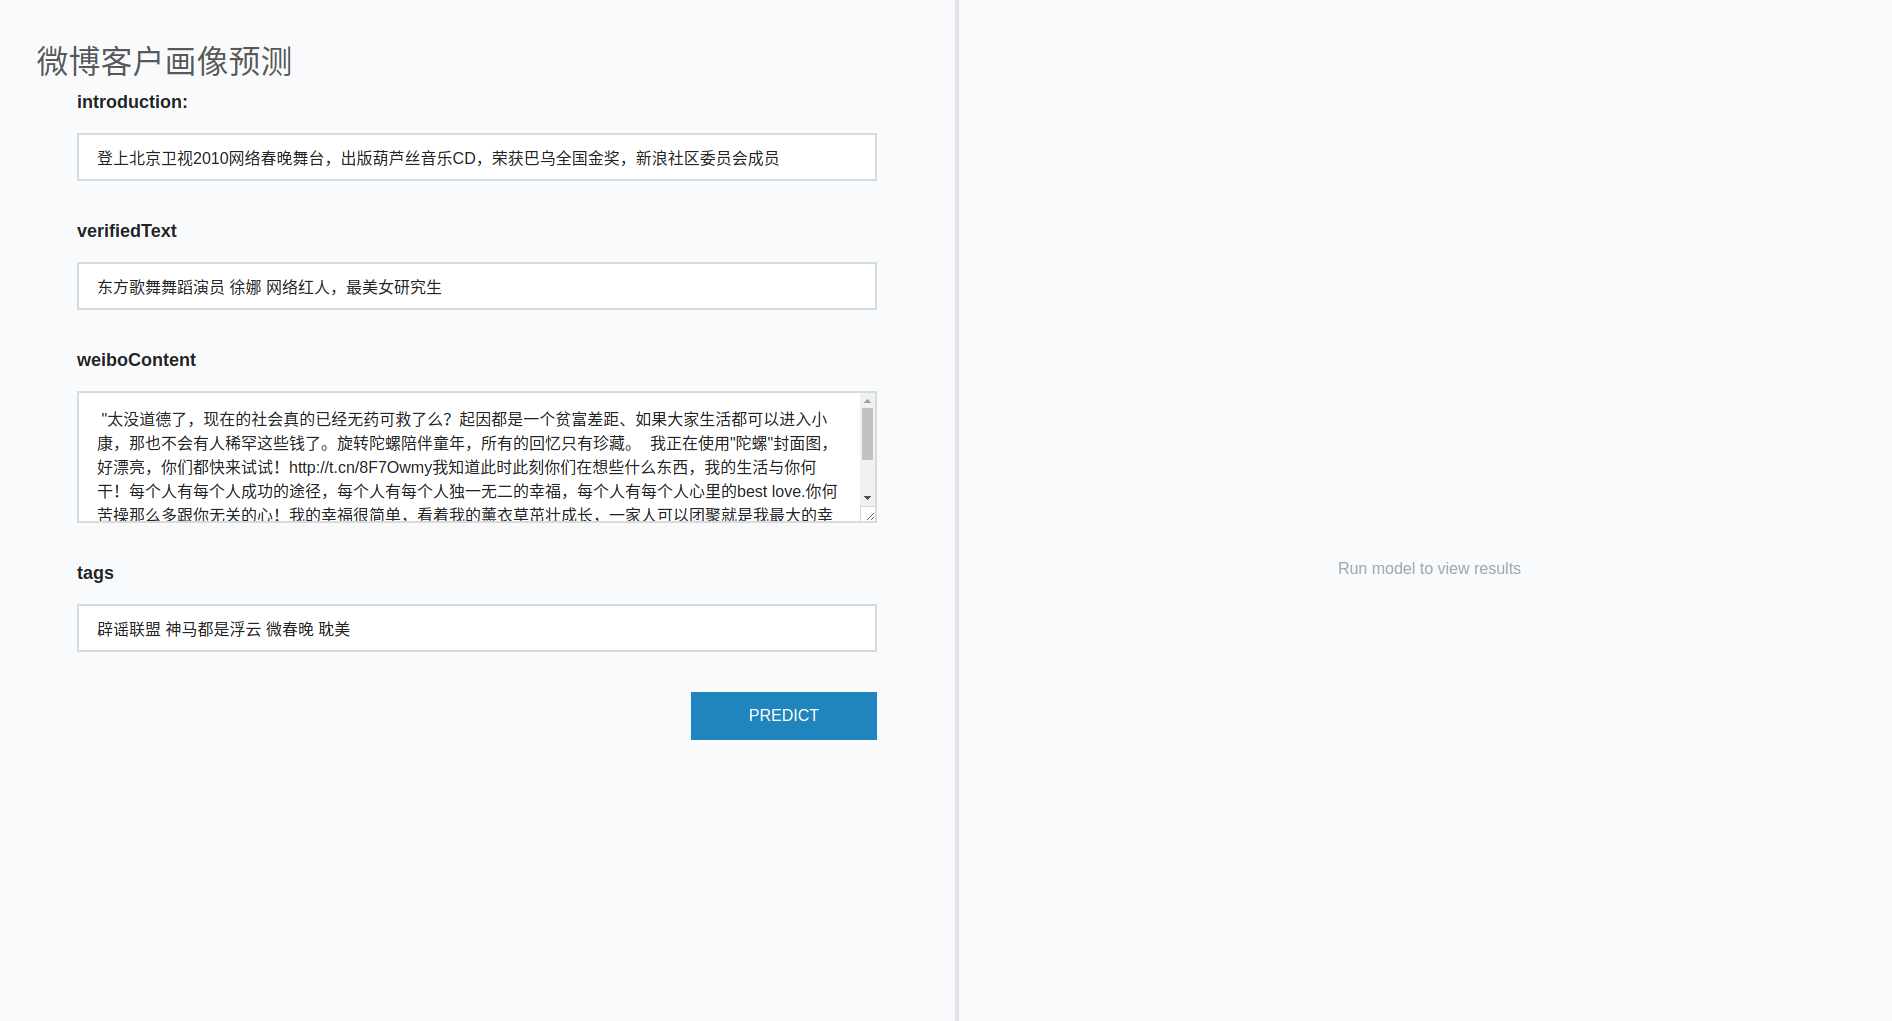 微博客户画像预测
introduction:
登上北京卫视2010网络春晚舞台，出版葫芦丝音乐CD，荣获巴乌全国金奖，新浪社区委员会成员
verifiedText
东方歌舞舞蹈演员 徐娜 网络红人，最美女研究生
weiboContent
"太没道德了，现在的社会真的已经无药可救了么？起因都是一个贫富差距、如果大家生活都可以进入小
康，那也不会有人稀罕这些钱了。旋转陀螺陪伴童年，所有的回忆只有珍藏。 我正在使用"陀螺"封面图，
好漂亮，你们都快来试试！http://t.cn/8F7Owmy我知道此时此刻你们在想些什么东西，我的生活与你何
干！每个人有每个人成功的途径，每个人有每个人独一无二的幸福，每个人有每个人心里的best love.你何
苦操那么多跟你无关的心！我的幸福很简单，看着我的薰衣草茁壮成长，一家人可以团聚就是我最大的幸
tags
辟谣联盟 神马都是浮云 微春晚 耽美
PREDICT
Run model to view results